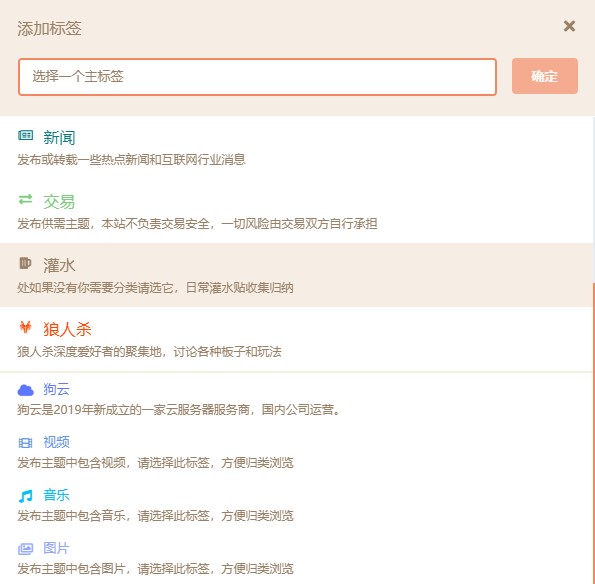 添加标签
选择一个主标签
确定
新闻
发布或转载一些热点新闻和互联网行业消息
交易
发布供需主题，本站不负责交易安全，一切风险由交易双方自行承担
灌水
处如果没有你需要分类请选它，日常灌水贴收集归纳
狼人杀
狼人杀深度爱好者的聚集地，讨论各种板子和玩法
狗云
狗云是2019年新成立的一家云服务器服务商，国内公司运营。
视频
发布主题中包含视频，请选择此标签，方便归类浏览
音乐
发布主题中包含音乐，请选择此标签，方便归类浏览
图片
发布主题中包含图片，请选择此标签，方便归类浏览